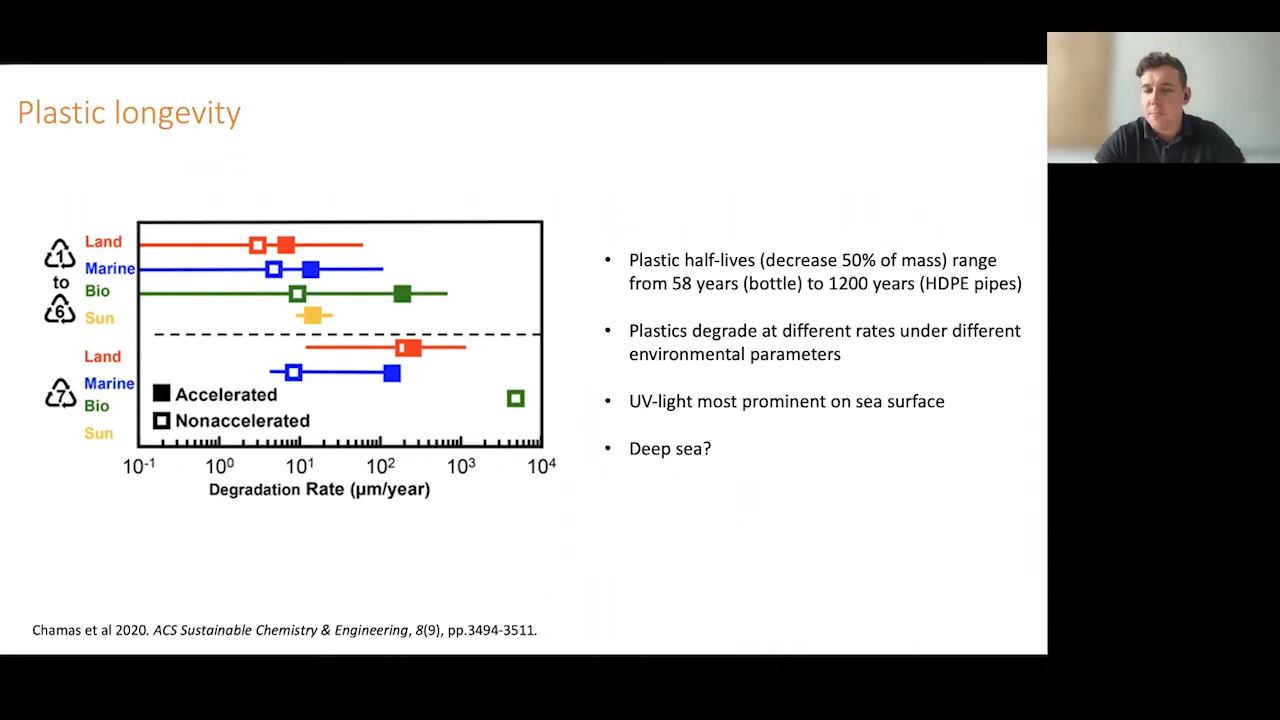 Plastic longevity
Land
1
Marine
to
Bio
6
Sun
Land
Marine
7
Bio
Sun
Accelerated
Nonaccelerated
10-1 100 101 102 103 104
Degradation Rate (µm/year)
• Plastic half-lives (decrease 50% of mass) range
from 58 years (bottle) to 1200 years (HDPE pipes)
• Plastics degrade at different rates under different
environmental parameters
• UV-light most prominent on sea surface
• Deep sea?
Chamas et al 2020. ACS Sustainable Chemistry & Engineering, 8(9), pp.3494-3511.